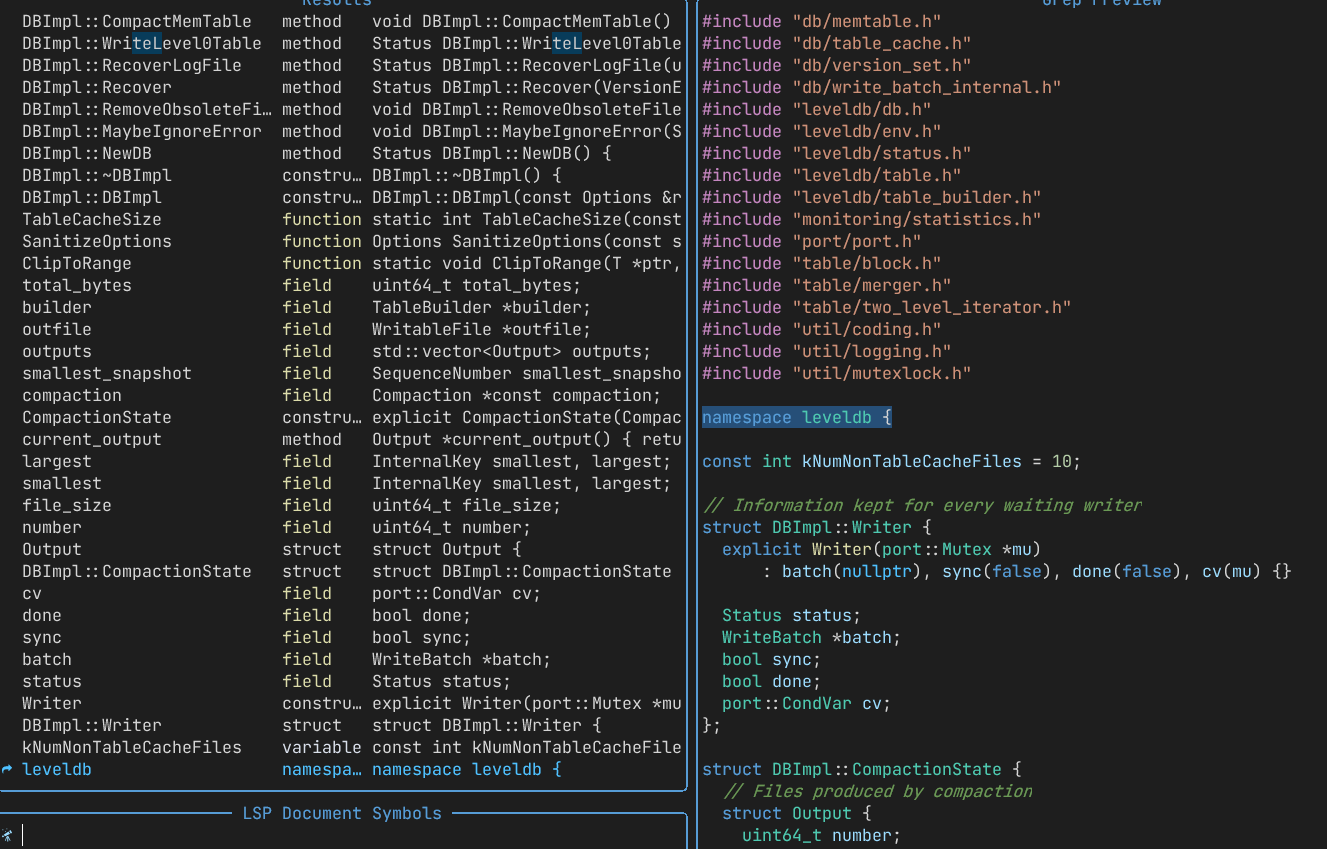 Results
DBImpl::CompactMemTable method void DBImpl::CompactMemTable()
DBImpl::WriteLevel0Table method Status DBImpl::WriteLevel0Table
DBImpl::RecoverLogFile method Status DBImpl::RecoverLogFile(u
DBImpl::Recover method Status DBImpl::Recover(VersionE
DBImpl::RemoveObsoleteFi… method void DBImpl::RemoveObsoleteFile
DBImpl::MaybeIgnoreError method void DBImpl::MaybeIgnoreError(S
DBImpl::NewDB method Status DBImpl::NewDB() {
DBImpl::~DBImpl constru… DBImpl::~DBImpl() {
DBImpl::DBImpl constru… DBImpl::DBImpl(const Options &r
TableCacheSize function static int TableCacheSize(const
SanitizeOptions function Options SanitizeOptions(const s
ClipToRange function static void ClipToRange(T *ptr,
total_bytes field uint64_t total_bytes;
builder field TableBuilder *builder;
outfile field WritableFile *outfile;
outputs field std::vector<Output> outputs;
smallest_snapshot field SequenceNumber smallest_snapsho
compaction field Compaction *const compaction;
CompactionState constru… explicit CompactionState(Compac
current_output method Output *current_output() { retu
largest field InternalKey smallest, largest;
smallest field InternalKey smallest, largest;
file_size field uint64_t file_size;
number field uint64_t number;
Output struct struct Output {
DBImpl::CompactionState struct struct DBImpl::CompactionState
cv field port::CondVar cv;
done field bool done;
sync field bool sync;
batch field WriteBatch *batch;
status field Status status;
Writer constru… explicit Writer(port::Mutex *mu
DBImpl::Writer struct struct DBImpl::Writer {
kNumNonTableCacheFiles variable const int kNumNonTableCacheFile
leveldb namespa… namespace leveldb {
LSP Document Symbols
Grep Preview
#include "db/memtable.h"
#include "db/table_cache.h"
#include "db/version_set.h"
#include "db/write_batch_internal.h"
#include "leveldb/db.h"
#include "leveldb/env.h"
#include "leveldb/status.h"
#include "leveldb/table.h"
#include "leveldb/table_builder.h"
#include "monitoring/statistics.h"
#include "port/port.h"
#include "table/block.h"
#include "table/merger.h"
#include "table/two_level_iterator.h"
#include "util/coding.h"
#include "util/logging.h"
#include "util/mutexlock.h"
namespace leveldb {
const int kNumNonTableCacheFiles = 10;
// Information kept for every waiting writer
struct DBImpl::Writer {
explicit Writer(port::Mutex *mu)
: batch(nullptr), sync(false), done(false), cv(mu) {}
Status status;
WriteBatch *batch;
bool sync;
bool done;
port::CondVar cv;
};
struct DBImpl::CompactionState {
// Files produced by compaction
struct Output {
uint64_t number;